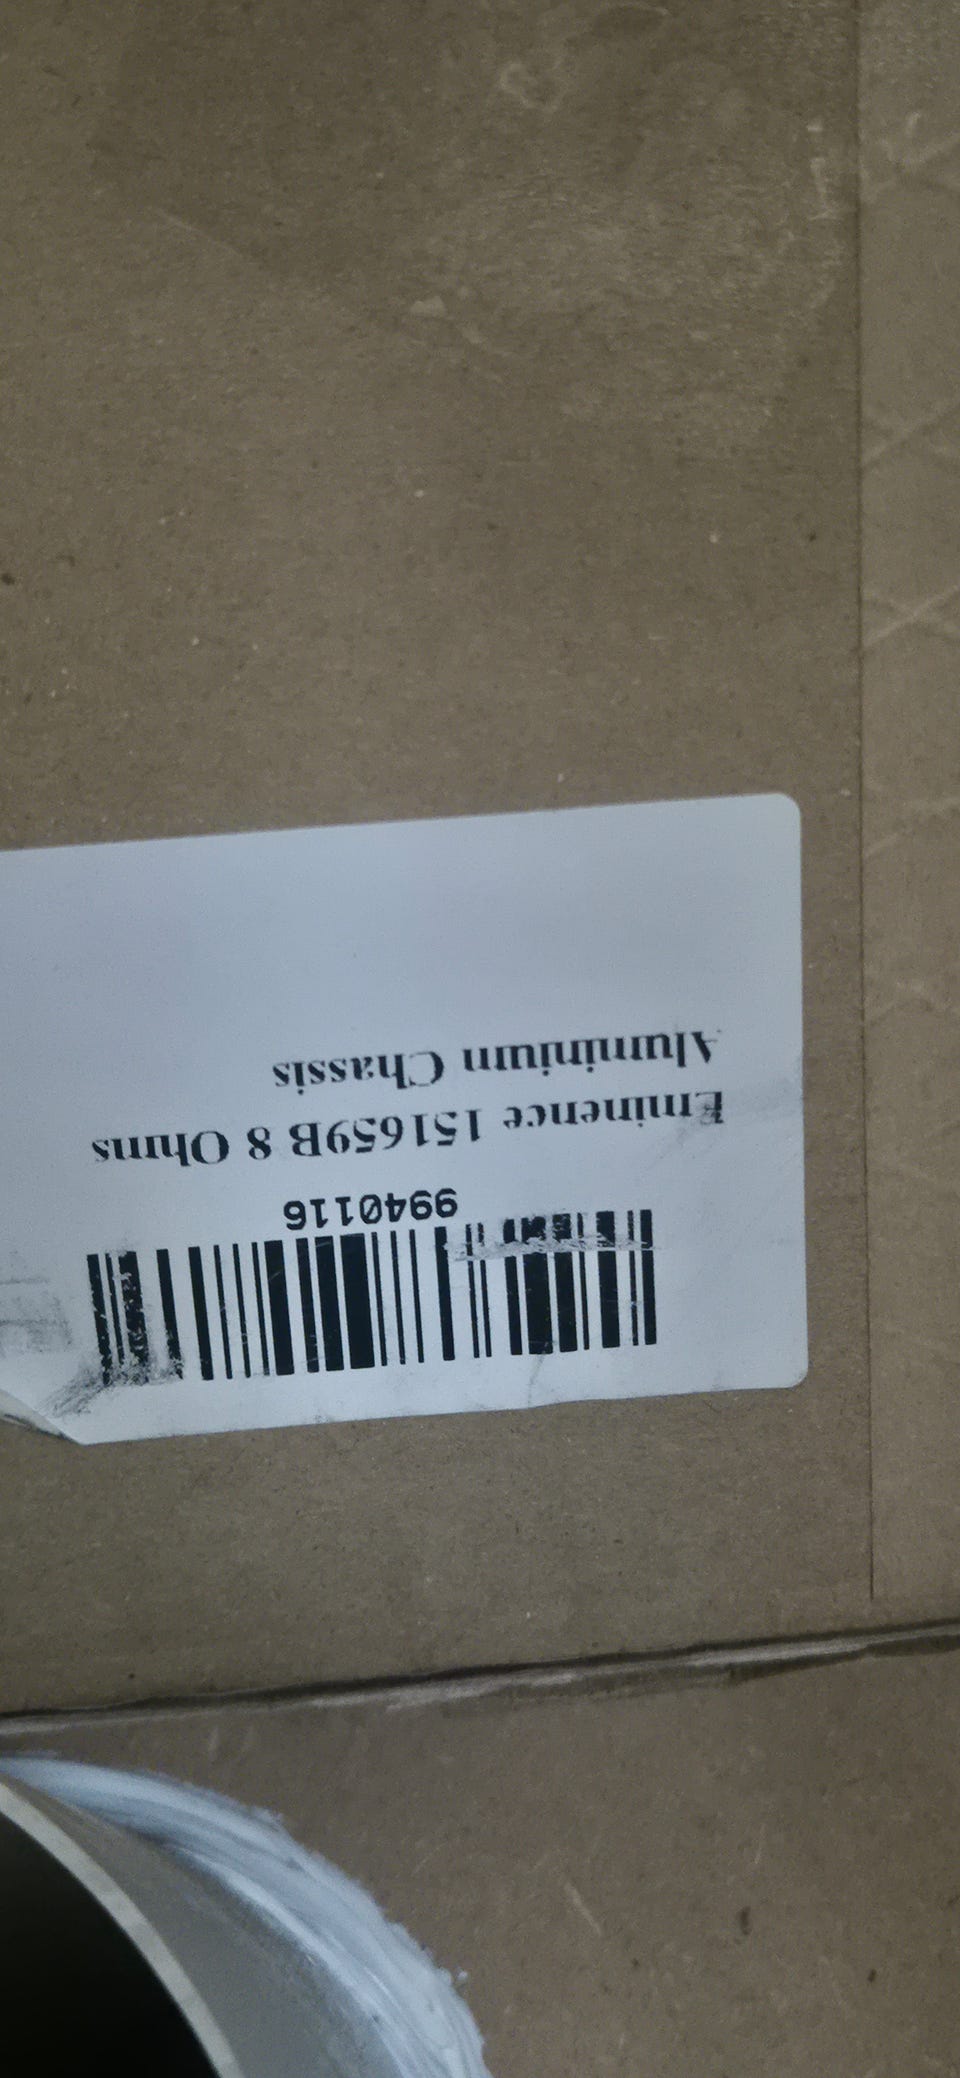 9940116
Eminence 151659B 8 Ohms
Aluminium Chassis